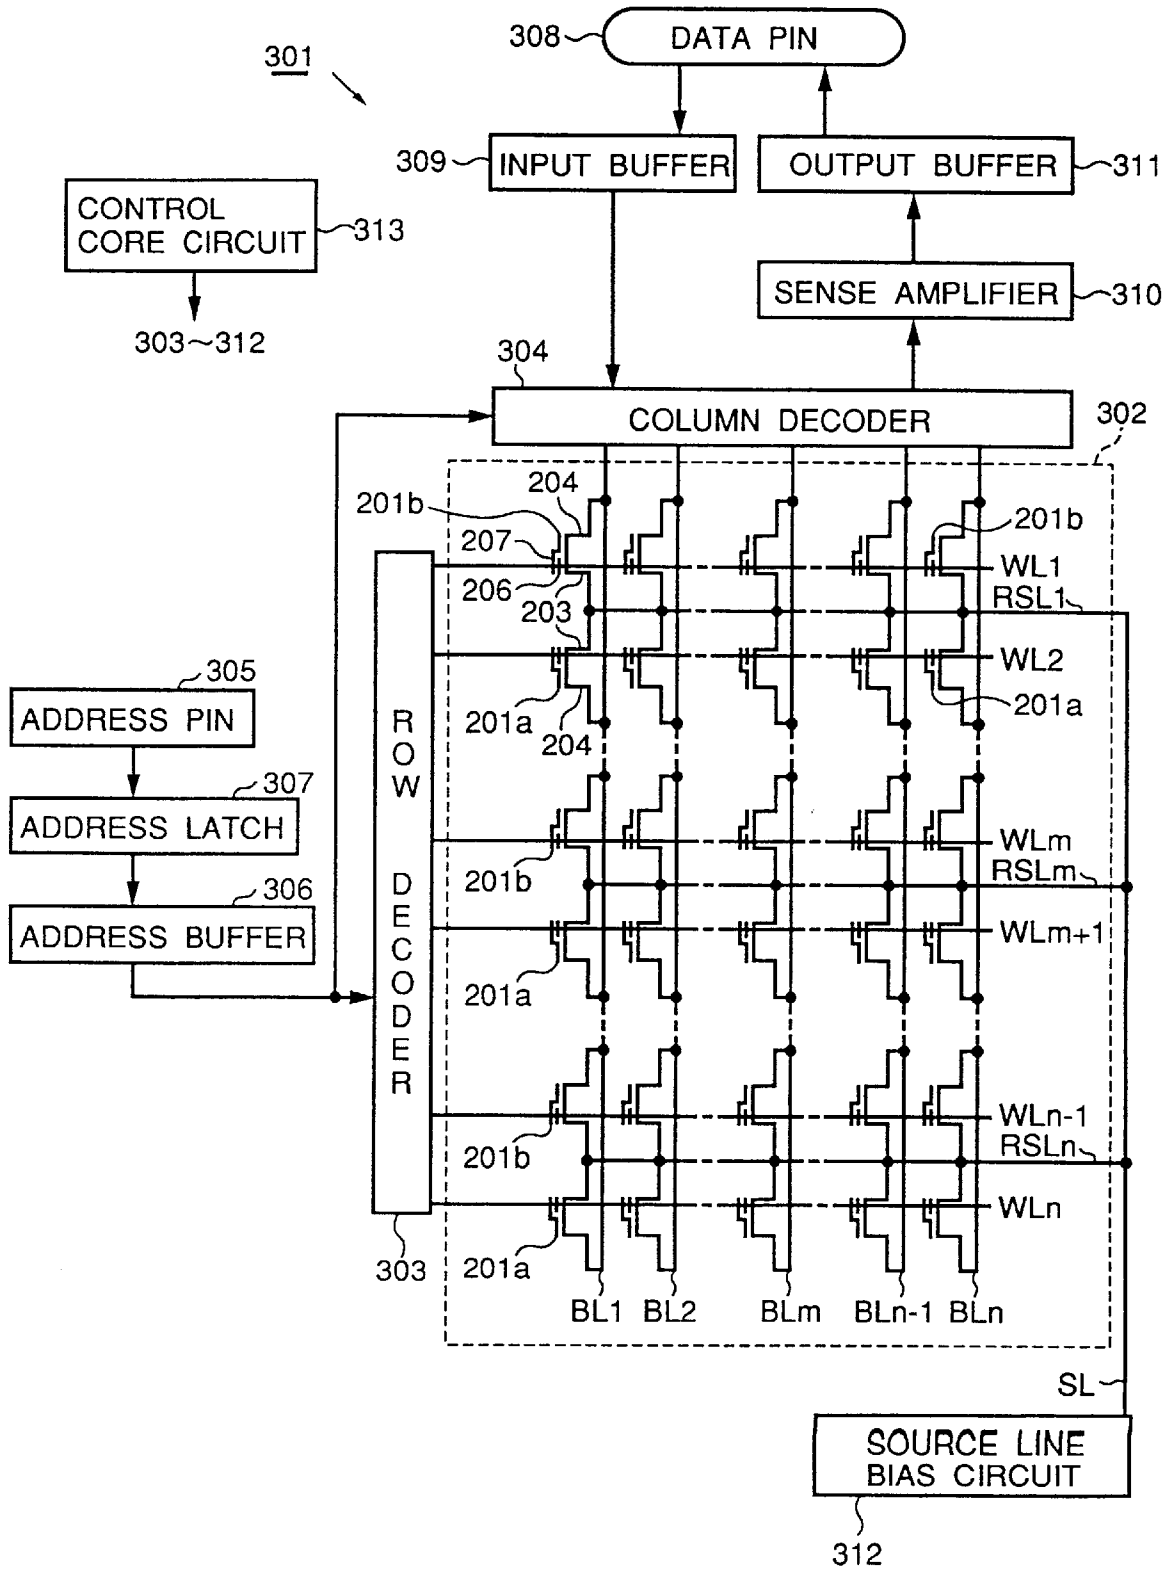 308
DATA PIN
301
309
INPUT BUFFER
OUTPUT BUFFER
311
CONTROL
CORE CIRCUIT
313
SENSE AMPLIFIER
310
303~312
304
COLUMN DECODER
302
201b
204
207
206
203
201b
WL1
RSL1
WL2
201a
204
201a
305
ADDRESS PIN
307
ADDRESS LATCH
306
ADDRESS BUFFER
ROW DECODER
303
WLm
201b
RSLm
WLm+1
201a
WLn-1
201b
RSLn
WLn
201a
BL1
BL2
BLm
BLn-1
BLn
SL
SOURCE LINE
BIAS CIRCUIT
312